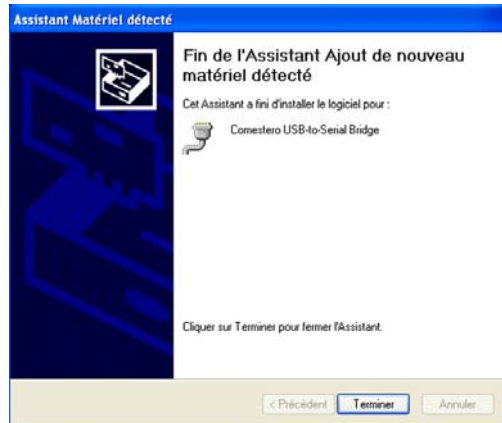 Assistant Matériel détecté
Fin de l'Assistant Ajout de nouveau
matériel détecté
Cet Assistant a fini d'installer le logiciel pour :
Comestero USB-to-Serial Bridge
Cliquer sur Terminer pour fermer l'Assistant.
< Précédent
Terminer
Annuler